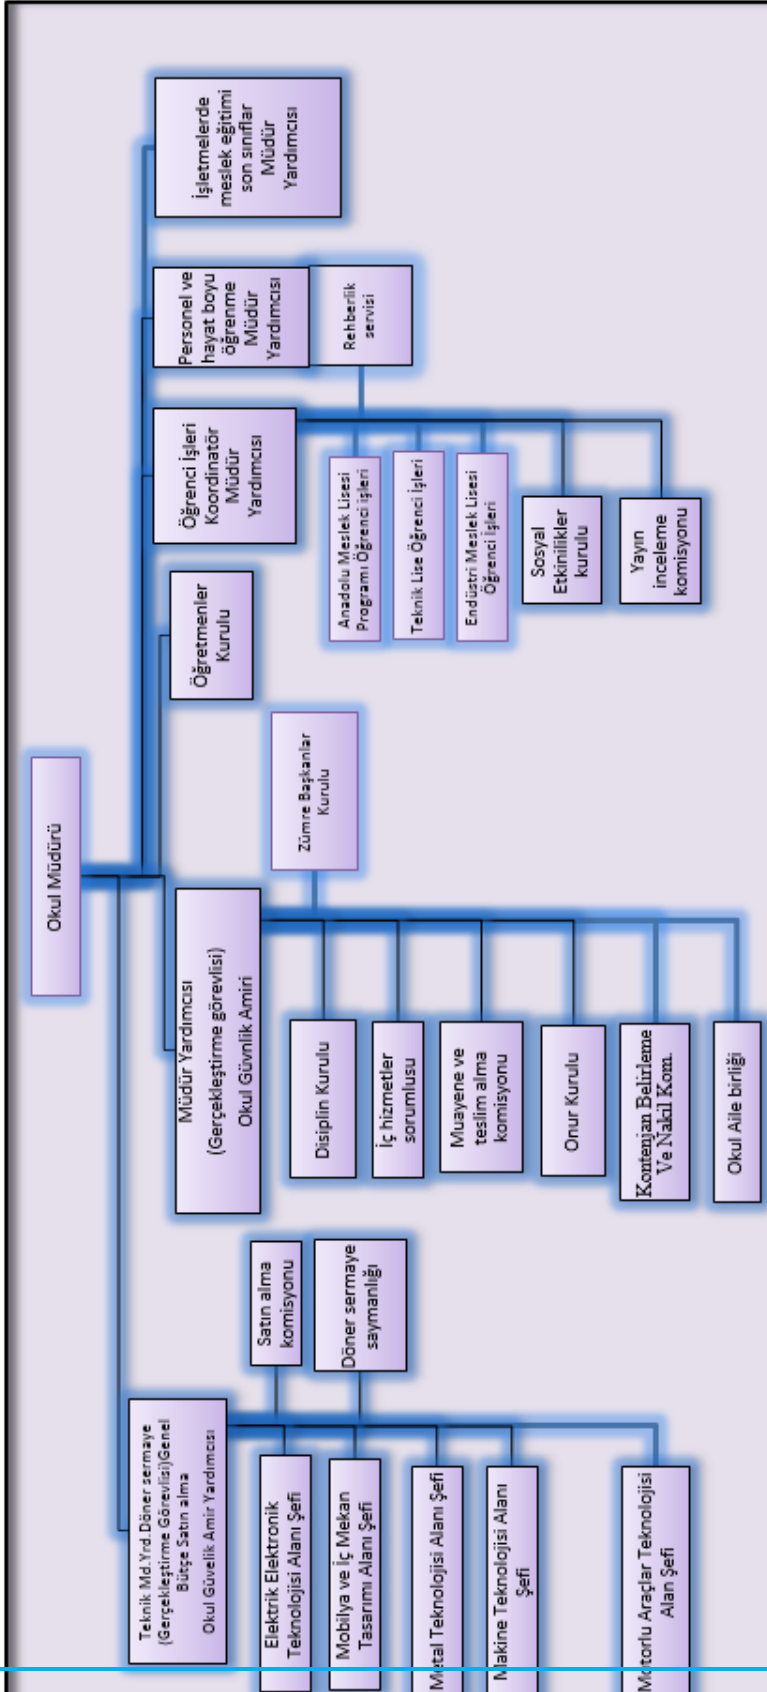 Okul Müdürü
Teknik Md.Yrd.Döner sermaye
(Gerçekleştirme Görevlisi)Genel
Bütçe Satın alma
Okul Güvelik Amir Yardımcısı
Satın alma
komisyonu
Döner sermaye
saymanlığı
Elektrik Elektronik
Teknolojisi Alanı Şefi
Mobilya ve İç Mekan
Tasarımı Alanı Şefi
Metal Teknolojisi Alanı Şefi
Makine Teknolojisi Alanı
Şefi
Motorlu Araçlar Teknolojisi
Alan Şefi
Müdür Yardımcısı
(Gerçekleştirme görevlisi)
Okul Güvnlik Amiri
Zümre Başkanlar
Kurulu
Disiplin Kurulu
İç hizmetler
sorumlusu
Muayene ve
teslim alma
komisyonu
Onur Kurulu
Kontenjan Belirleme
Ve Nakil Kom.
Okul Aile birliği
Öğretmenler
Kurulu
Öğrenci İşleri
Koordinatör
Müdür
Yardımcısı
Rehberlik
servisi
Anadolu Meslek Lisesi
Programı Öğrenci işleri
Teknik Lise Öğrenci İşleri
Endüstri Meslek Lisesi
Öğrenci İşleri
Sosyal
Etkinilikler
kurulu
Yayın
inceleme
komisyonu
Personel ve
hayat boyu
öğrenme
Müdür
Yardımcısı
İşletmelerde
meslek eğitimi
son sınıflar
Müdür
Yardımcısı